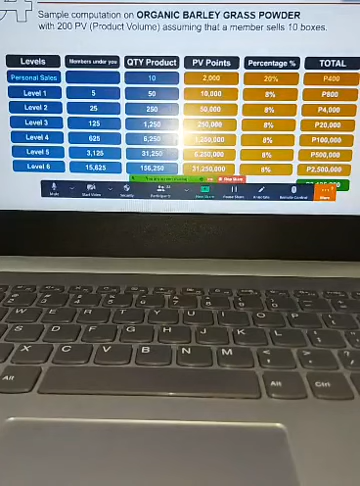 Sample computation on ORGANIC BARLEY GRASS POWDER
with 200 PV (Product Volume) assuming that a member sells 10 boxes.
Levels Members under you QTY Product PV Points Percentage % TOTAL
Personal Sales 10 2,000 20% P400
Level 1 5 50 10,000 8% P800
Level 2 25 250 50,000 8% P4,000
Level 3 125 1,250 250,000 8% P20,000
Level 4 625 6,250 1,250,000 8% P100,000
Level 5 3,125 31,250 6,250,000 8% P500,000
Level 6 15,625 156,250 31,250,000 8% P2,500,000
W E R T Y U I O P
S D F G H J K L
X C V B N M
Alt Alt Ctrl